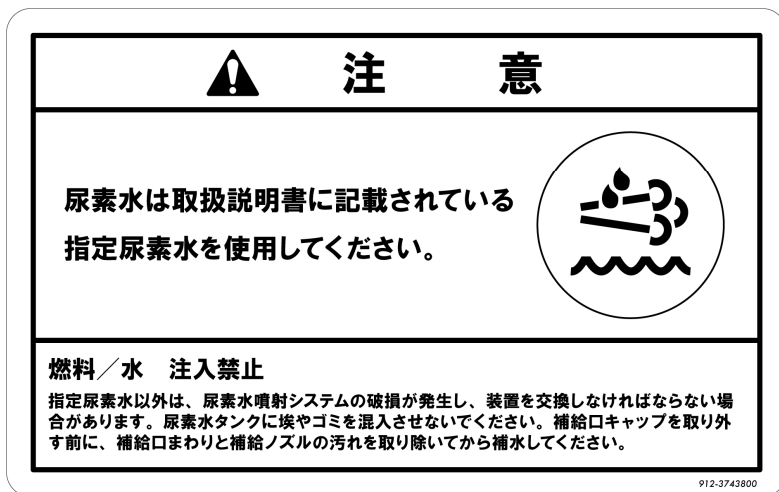 注 意
尿素水は取扱説明書に記載されている
指定尿素水を使用してください。
燃料／水 注入禁止
指定尿素水以外は、尿素水噴射システムの破損が発生し、装置を交換しなければならない場
合があります。尿素水タンクに埃やゴミを混入させないでください。補給口キャップを取り外
す前に、補給口まわりと補給ノズルの汚れを取り除いてから補水してください。
912-3743800